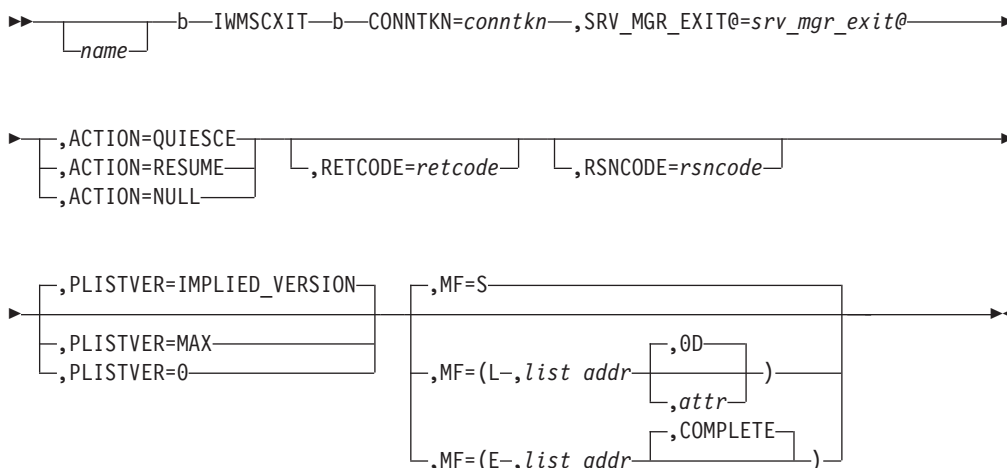 b IWMSCXIT b CONNTKN=conntkn ,SRV_MGR_EXIT@=srv_mgr_exit@
name
,ACTION=QUIESCE
,ACTION=RESUME ,RETCODE=retcode ,RSNCODE=rsncode
,ACTION=NULL
,PLISTVER=IMPLIED_VERSION ,MF=S
,PLISTVER=MAX ,0D
,PLISTVER=0 ,MF=(L ,list addr )
,attr
,COMPLETE
,MF=(E ,list addr )